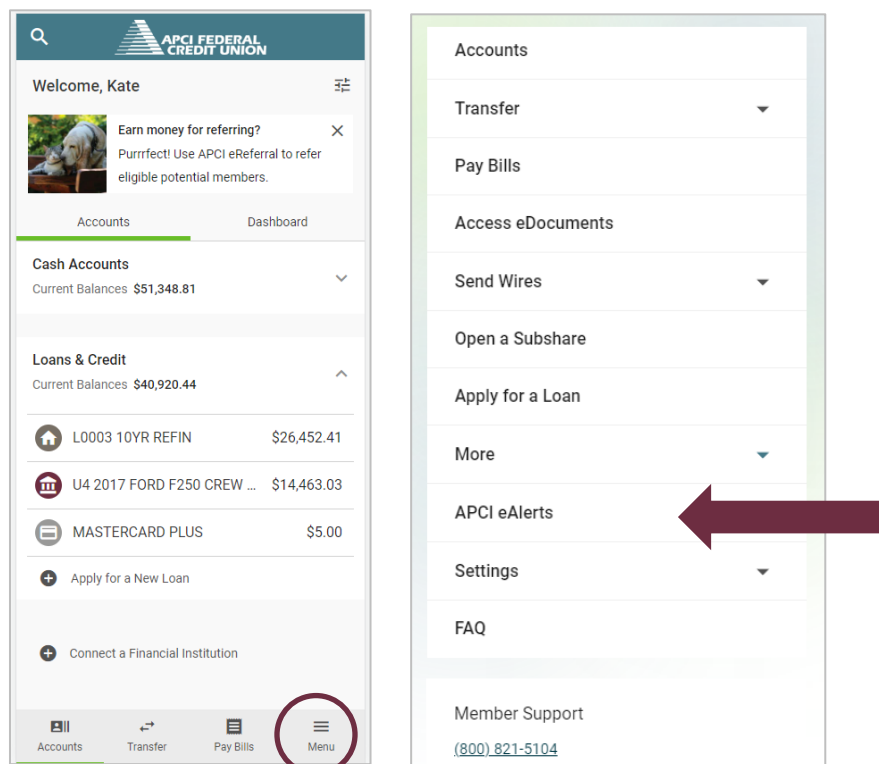 APCI FEDERAL
CREDIT UNION
Welcome, Kate
Earn money for referring?
Purrrfect! Use APCI eReferral to refer
eligible potential members.
Accounts
Dashboard
Cash Accounts
Current Balances $51,348.81
Loans & Credit
Current Balances $40,920.44
L0003 10YR REFIN $26,452.41
U4 2017 FORD F250 CREW ... $14,463.03
MASTERCARD PLUS $5.00
Apply for a New Loan
Connect a Financial Institution
Accounts
Transfer
Pay Bills
Menu
Accounts
Transfer
Pay Bills
Access eDocuments
Send Wires
Open a Subshare
Apply for a Loan
More
APCI eAlerts
Settings
FAQ
Member Support
(800) 821-5104